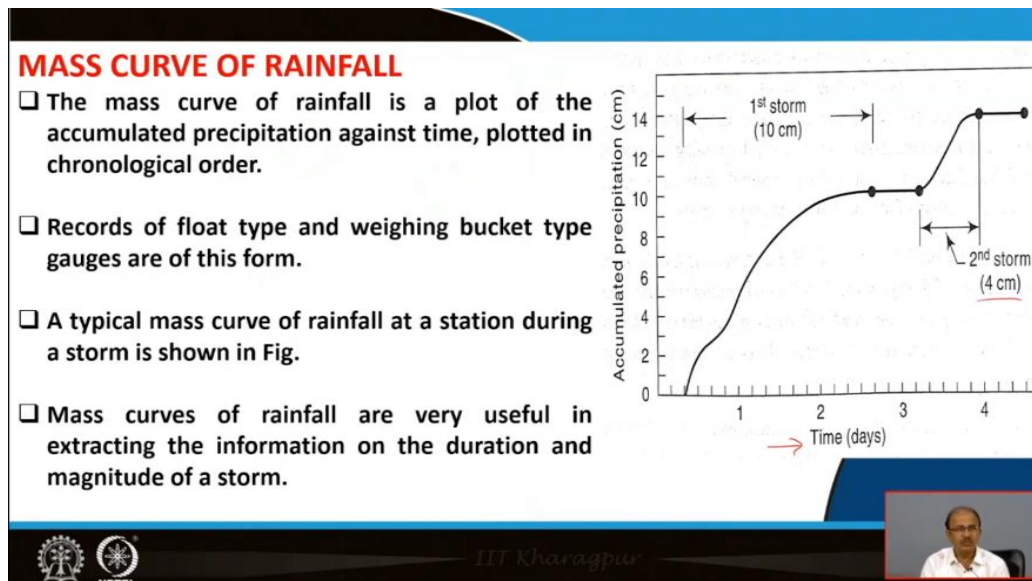 MASS CURVE OF RAINFALL
❑ The mass curve of rainfall is a plot of the
accumulated precipitation against time, plotted in
chronological order.
❑ Records of float type and weighing bucket type
gauges are of this form.
❑ A typical mass curve of rainfall at a station during
a storm is shown in Fig.
❑ Mass curves of rainfall are very useful in
extracting the information on the duration and
magnitude of a storm.
Accumulated precipitation (cm)
14
12
10
8
6
4
2
0
1st storm
(10 cm)
2nd storm
(4 cm)
1 2 3 4
Time (days)
IIT Kharagpur